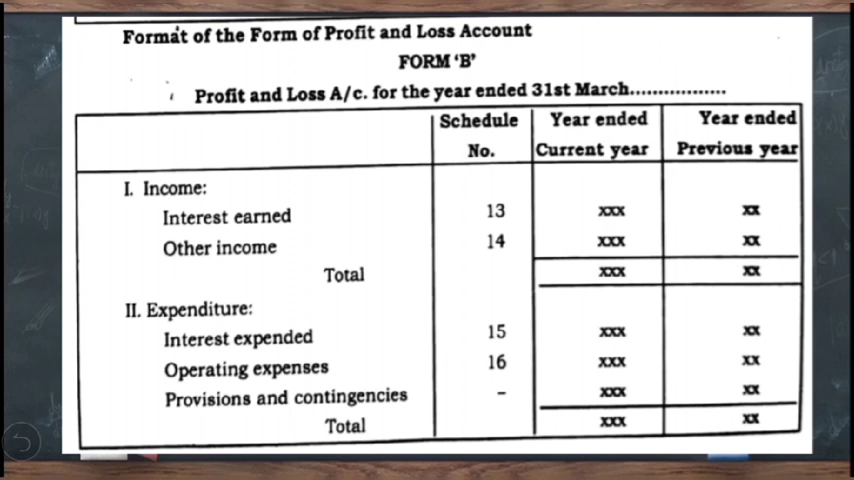 Format of the Form of Profit and Loss Account
FORM ‘B’
Profit and Loss A/c. for the year ended 31st March.................
Schedule No. Year ended Current year Year ended Previous year
I. Income:
Interest earned 13 xxx xx
Other income 14 xxx xx
Total xxx xx
II. Expenditure:
Interest expended 15 xxx xx
Operating expenses 16 xxx xx
Provisions and contingencies – xxx xx
Total xxx xx